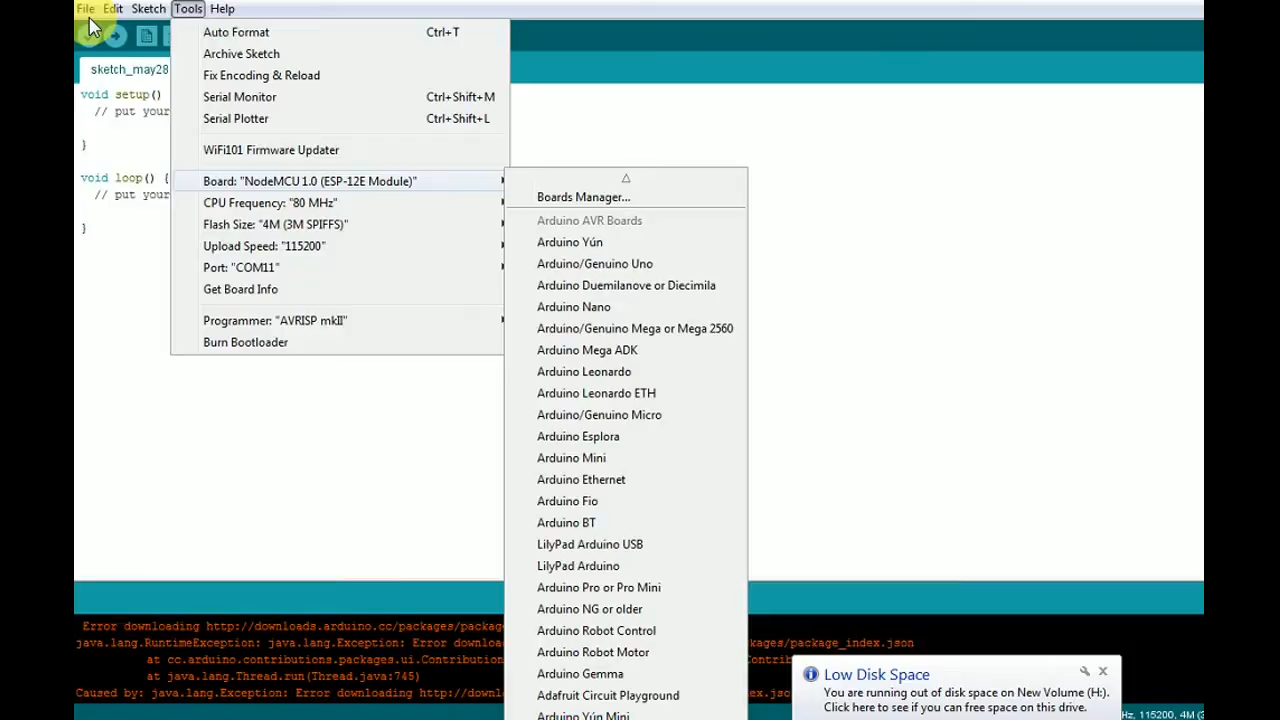 File Edit Sketch Tools Help
Auto Format Ctrl+T
Archive Sketch
Fix Encoding & Reload
Serial Monitor Ctrl+Shift+M
Serial Plotter Ctrl+Shift+L
WiFi101 Firmware Updater
Board: "NodeMCU 1.0 (ESP-12E Module)"
CPU Frequency: "80 MHz"
Flash Size: "4M (3M SPIFFS)"
Upload Speed: "115200"
Port: "COM11"
Get Board Info
Programmer: "AVRISP mkII"
Burn Bootloader
Boards Manager...
Arduino AVR Boards
Arduino Yún
Arduino/Genuino Uno
Arduino Duemilanove or Diecimila
Arduino Nano
Arduino/Genuino Mega or Mega 2560
Arduino Mega ADK
Arduino Leonardo
Arduino Leonardo ETH
Arduino/Genuino Micro
Arduino Esplora
Arduino Mini
Arduino Ethernet
Arduino Fio
Arduino BT
LilyPad Arduino USB
LilyPad Arduino
Arduino Pro or Pro Mini
Arduino NG or older
Arduino Robot Control
Arduino Robot Motor
Arduino Gemma
Adafruit Circuit Playground
Arduino Yún Mini
sketch_may28
void setup()
// put your
}
void loop() {
// put your
}
Error downloading http://downloads.arduino.cc/packages/packa
java.lang.RuntimeException: java.lang.Exception: Error downloa kages/package_index.json
at cc.arduino.contributions.packages.ui.Contribution Contrib
at java.lang.Thread.run(Thread.java:745)
Caused by: java.lang.Exception: Error downloading http://down ex.jso
Low Disk Space
You are running out of disk space on New Volume (H:).
Click here to see if you can free space on this drive.
Hz, 115200, 4M (3